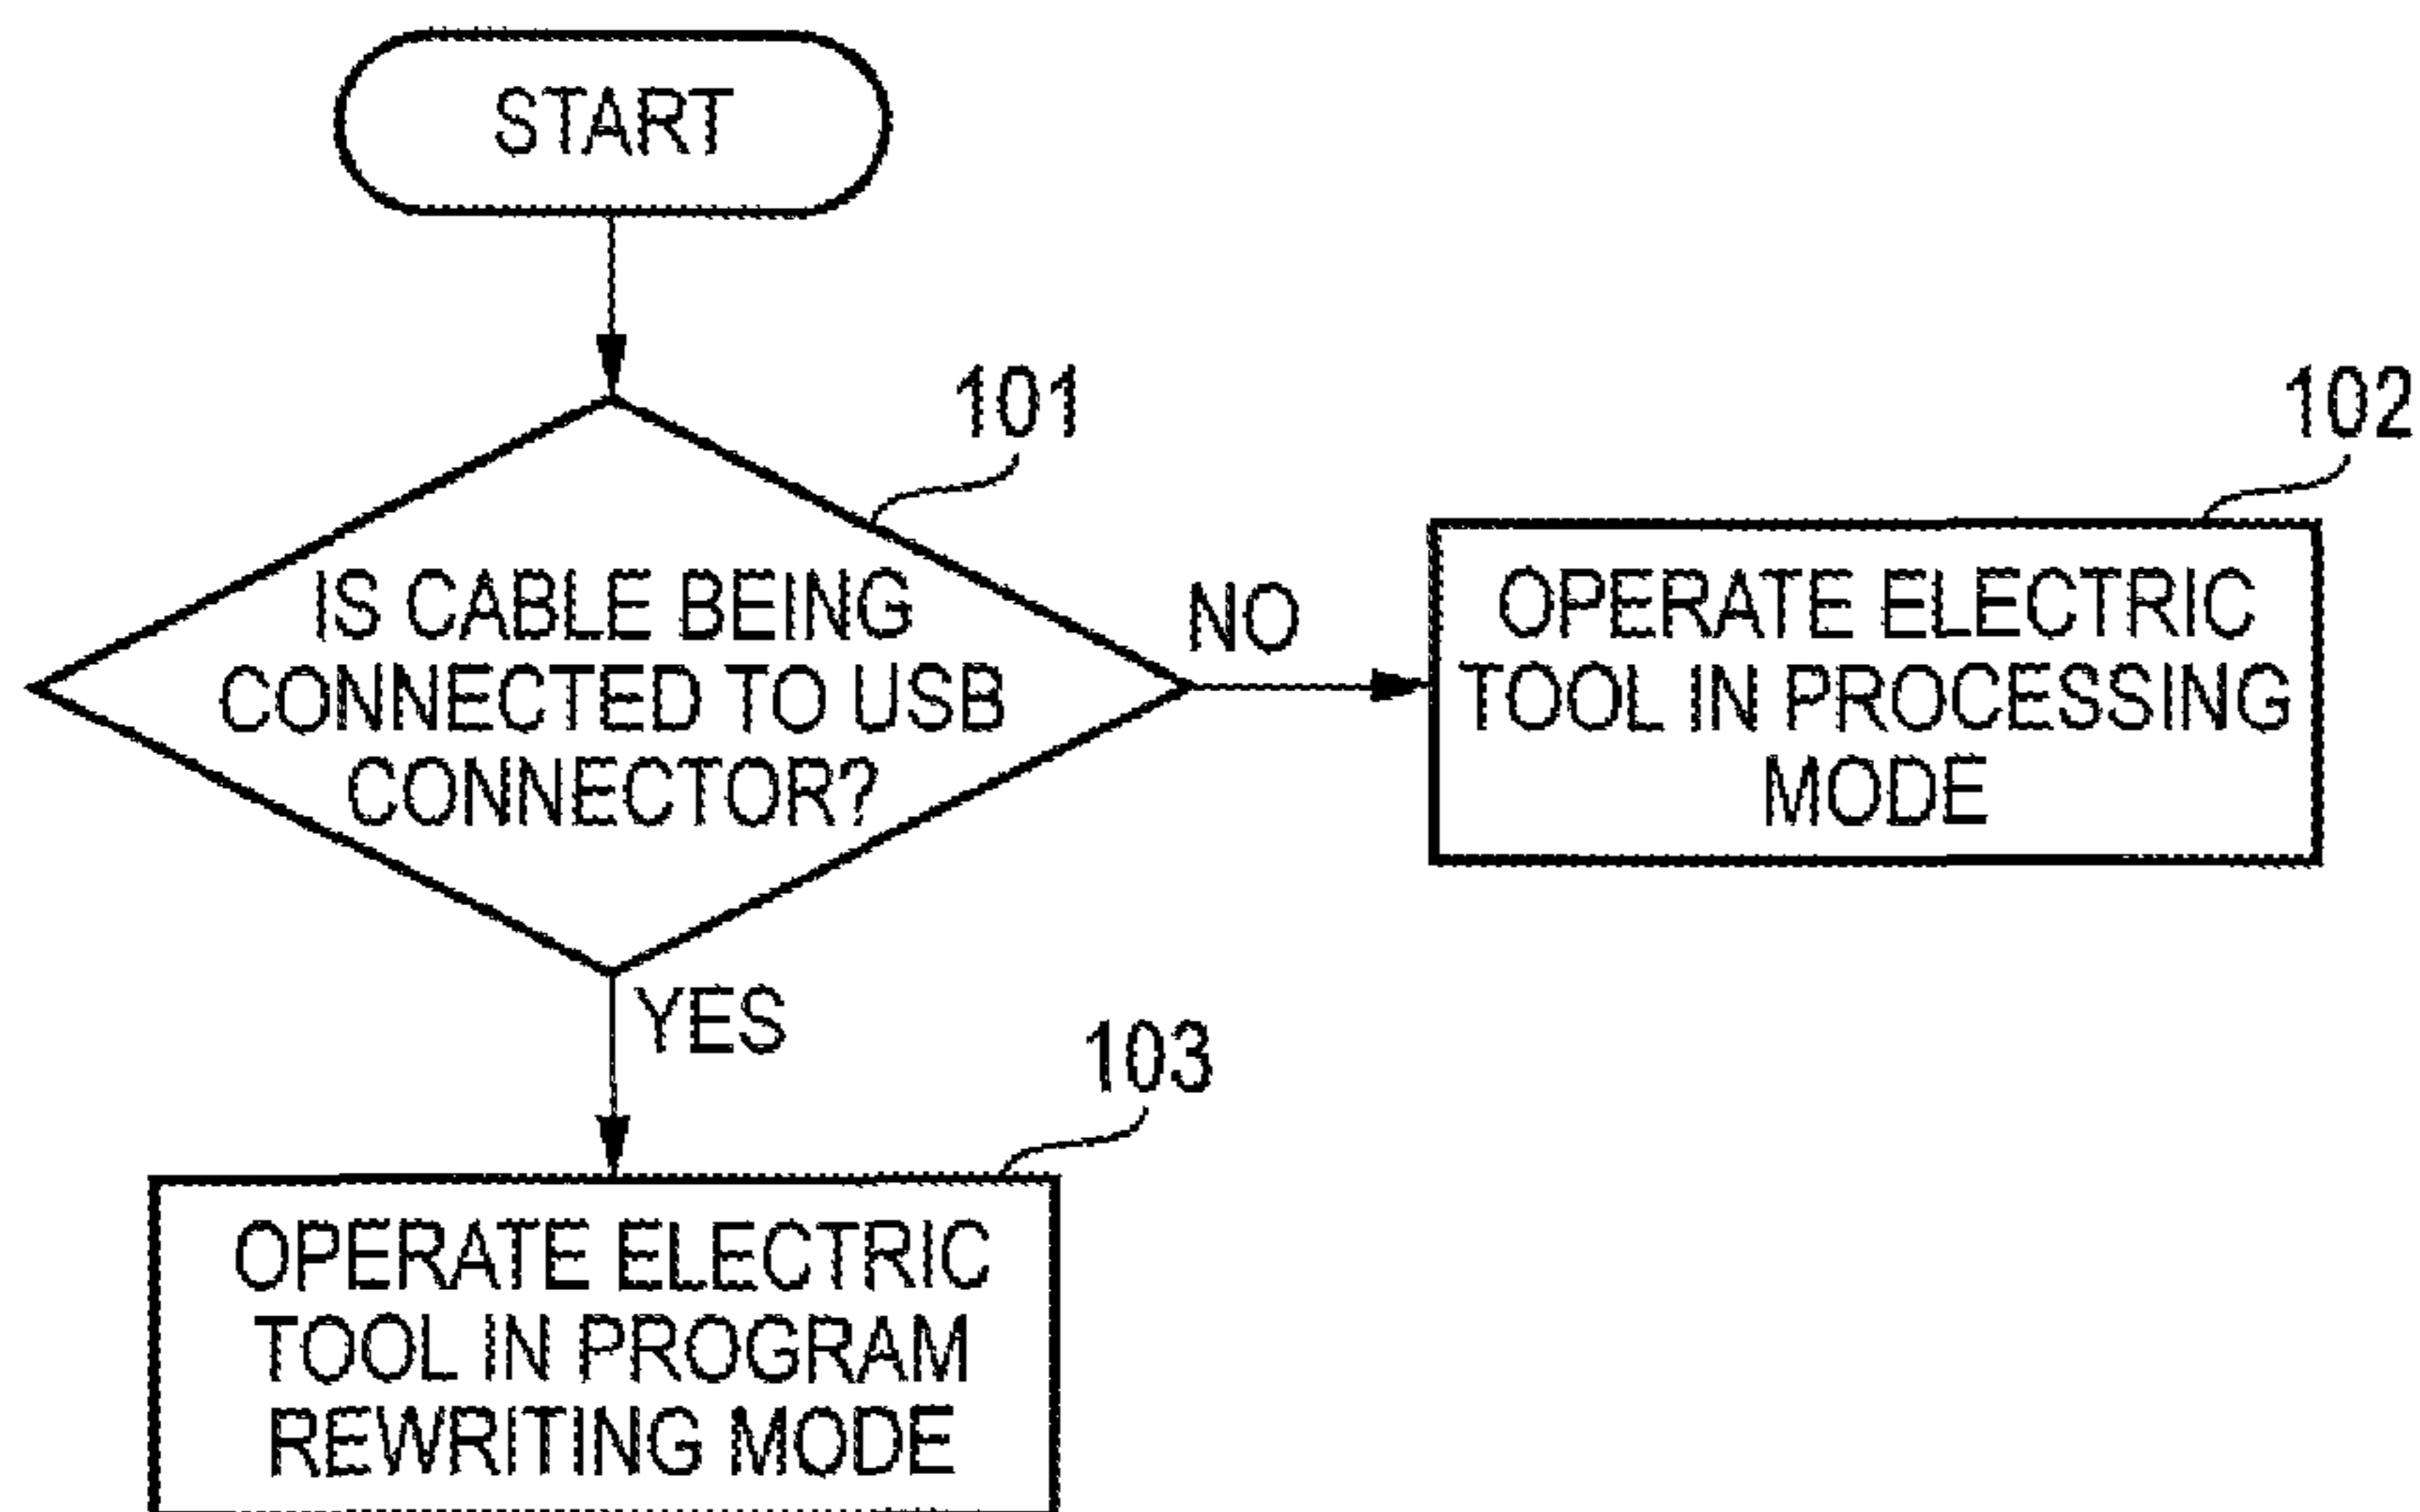 START
101
IS CABLE BEING
CONNECTED TO USB
CONNECTOR?
NO
102
OPERATE ELECTRIC
TOOL IN PROCESSING
MODE
YES
103
OPERATE ELECTRIC
TOOL IN PROGRAM
REWRITING MODE